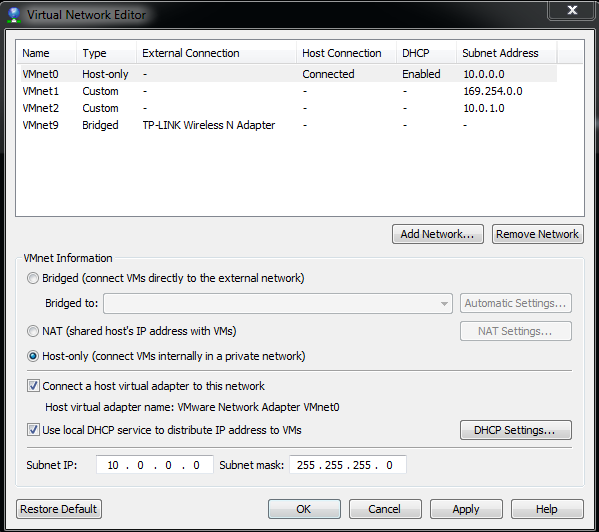 Virtual Network Editor
Name Type External Connection Host Connection DHCP Subnet Address
VMnet0 Host-only - Connected Enabled 10.0.0.0
VMnet1 Custom - - - 169.254.0.0
VMnet2 Custom - - - 10.0.1.0
VMnet9 Bridged TP-LINK Wireless N Adapter - - -
Add Network... Remove Network
VMnet Information
Bridged (connect VMs directly to the external network)
Bridged to: Automatic Settings...
NAT (shared host's IP address with VMs) NAT Settings...
Host-only (connect VMs internally in a private network)
Connect a host virtual adapter to this network
Host virtual adapter name: VMware Network Adapter VMnet0
Use local DHCP service to distribute IP address to VMs DHCP Settings...
Subnet IP: 10 . 0 . 0 . 0 Subnet mask: 255 . 255 . 255 . 0
Restore Default OK Cancel Apply Help